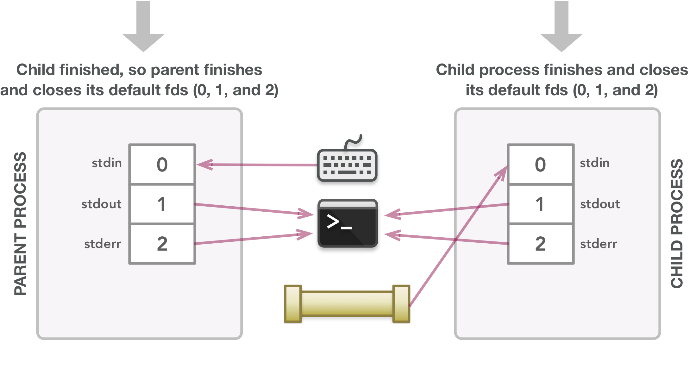 Child finished, so parent finishes
and closes its default fds (0, 1, and 2)
Child process finishes and closes
its default fds (0, 1, and 2)
PARENT PROCESS
stdin 0
stdout 1
stderr 2
>_
0 stdin
1 stdout
2 stderr
CHILD PROCESS